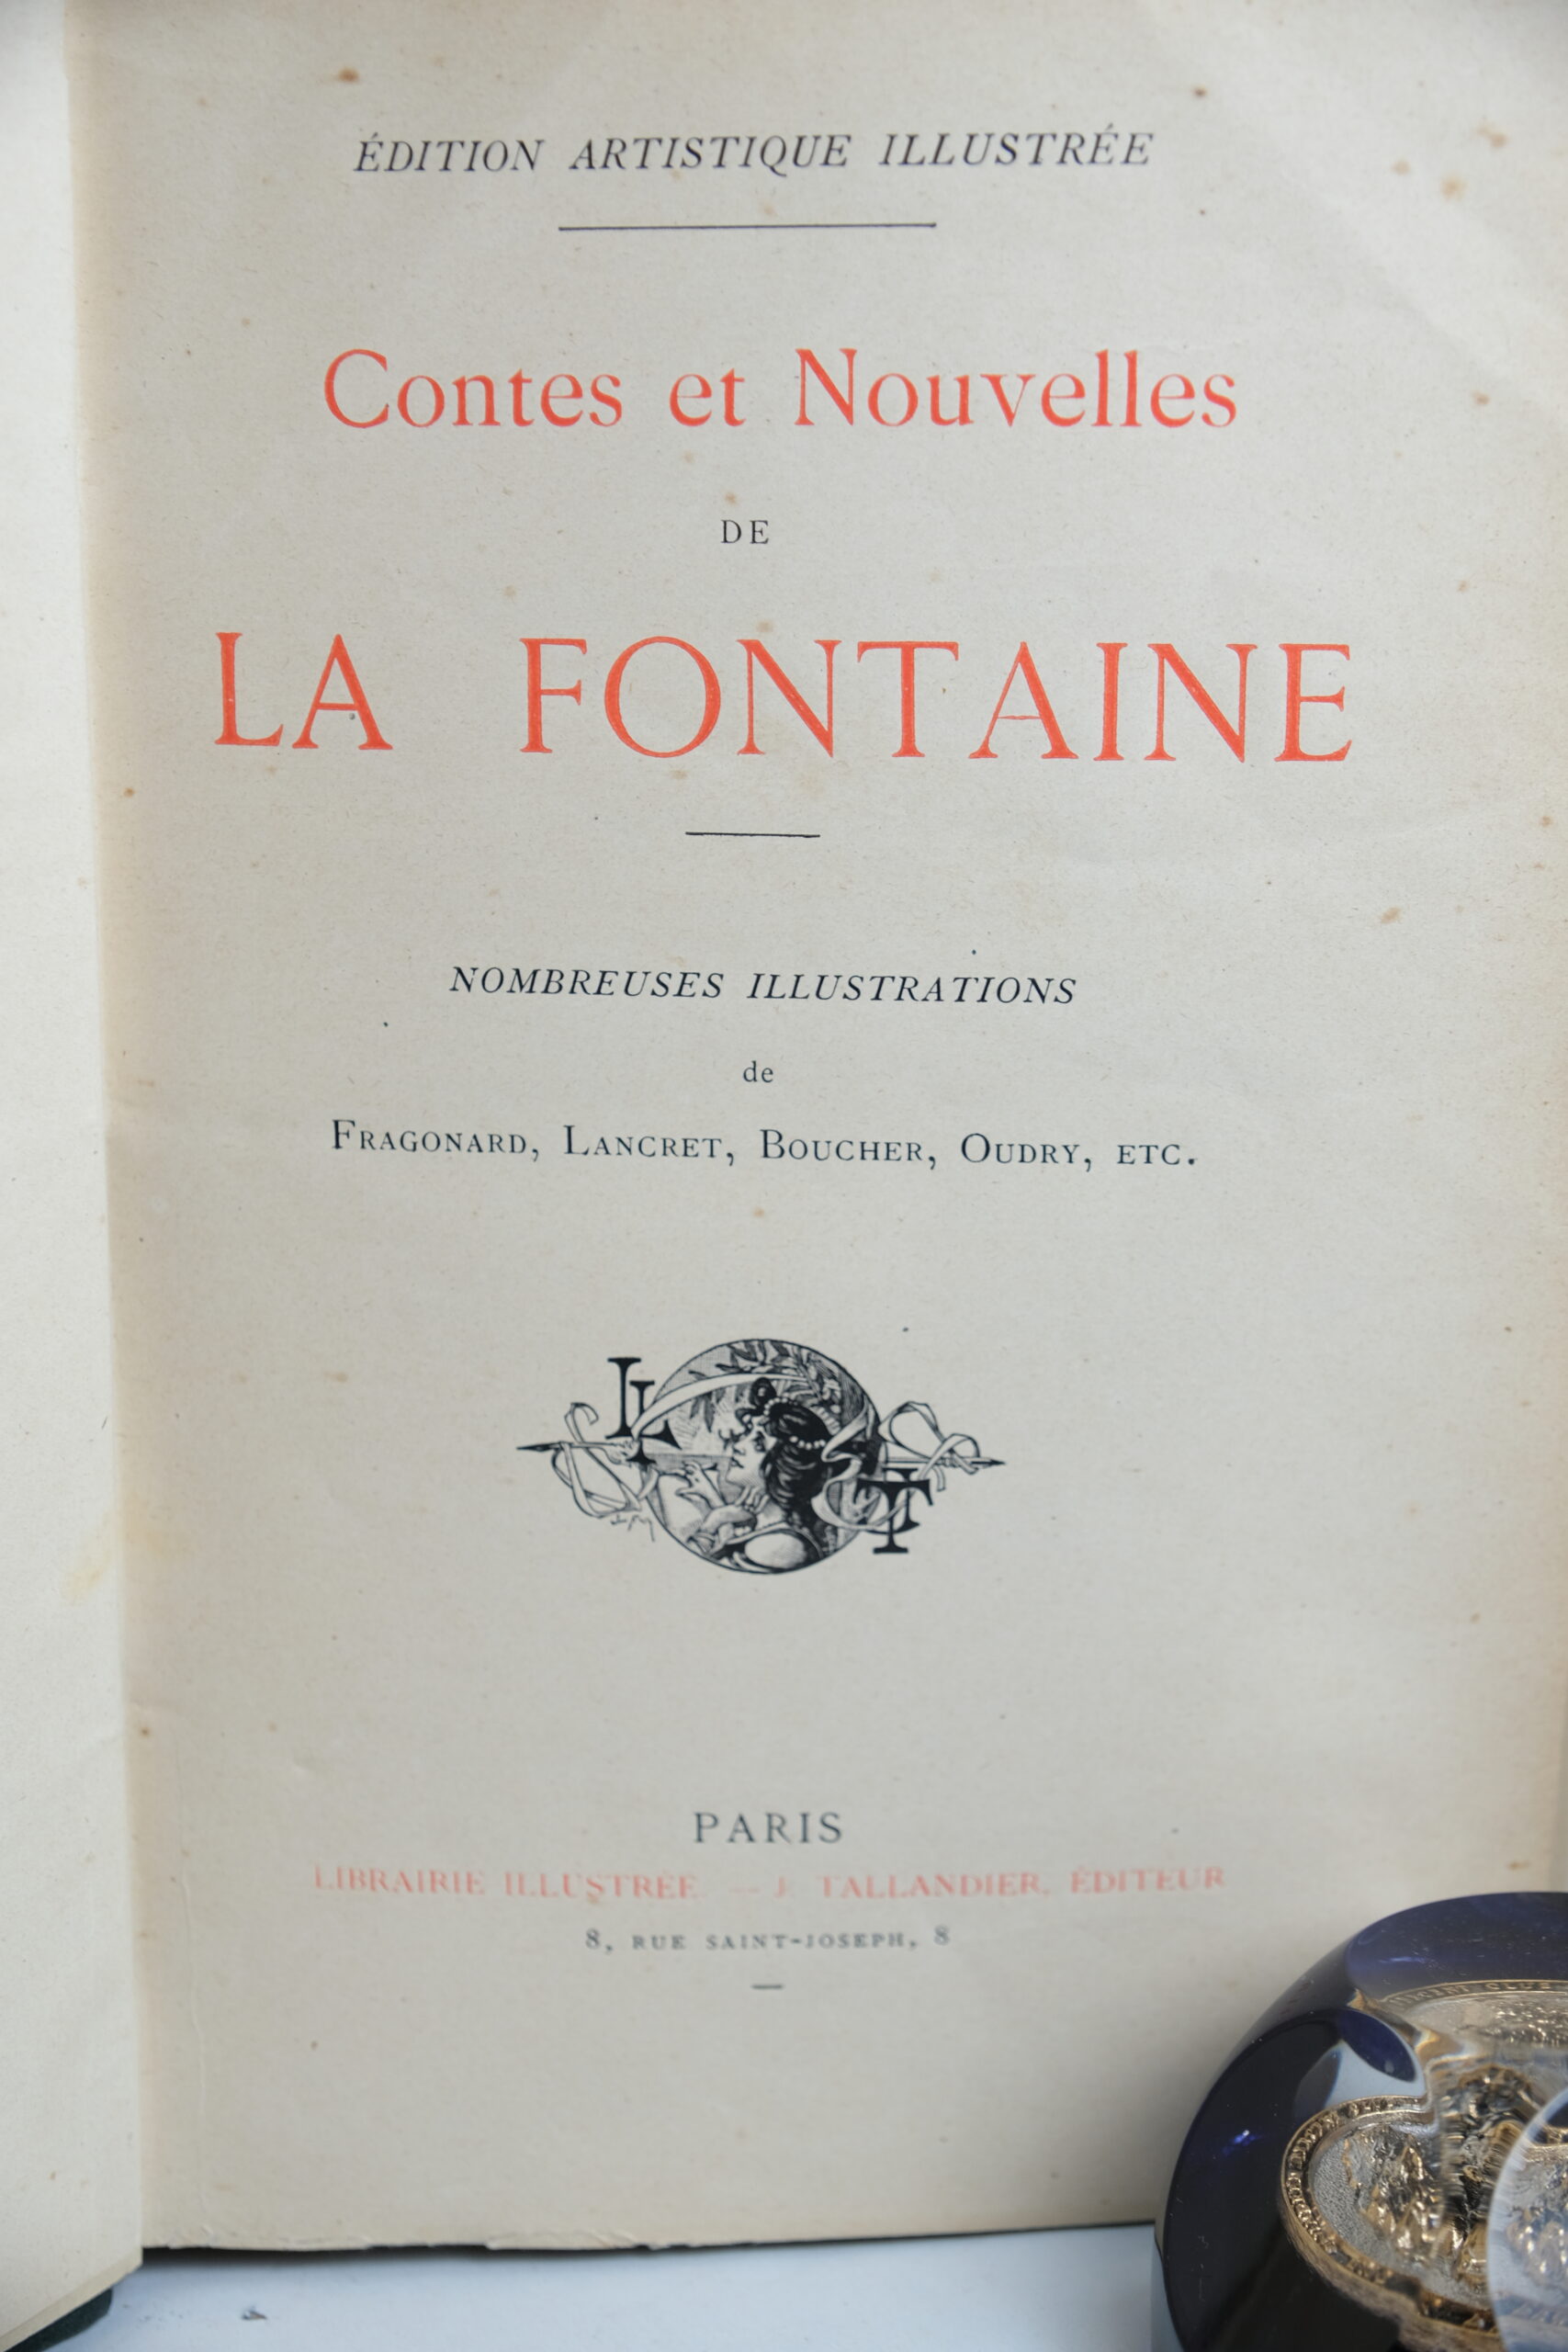 ÉDITION ARTISTIQUE ILLUSTRÉE
Contes et Nouvelles
DE
LA FONTAINE
NOMBREUSES ILLUSTRATIONS
de
FRAGONARD, LANCRET, BOUCHER, OUDRY, ETC.
LI
T
PARIS
LIBRAIRIE ILLUSTRÉE — J. TALLANDIER, ÉDITEUR
8, RUE SAINT-JOSEPH, 8